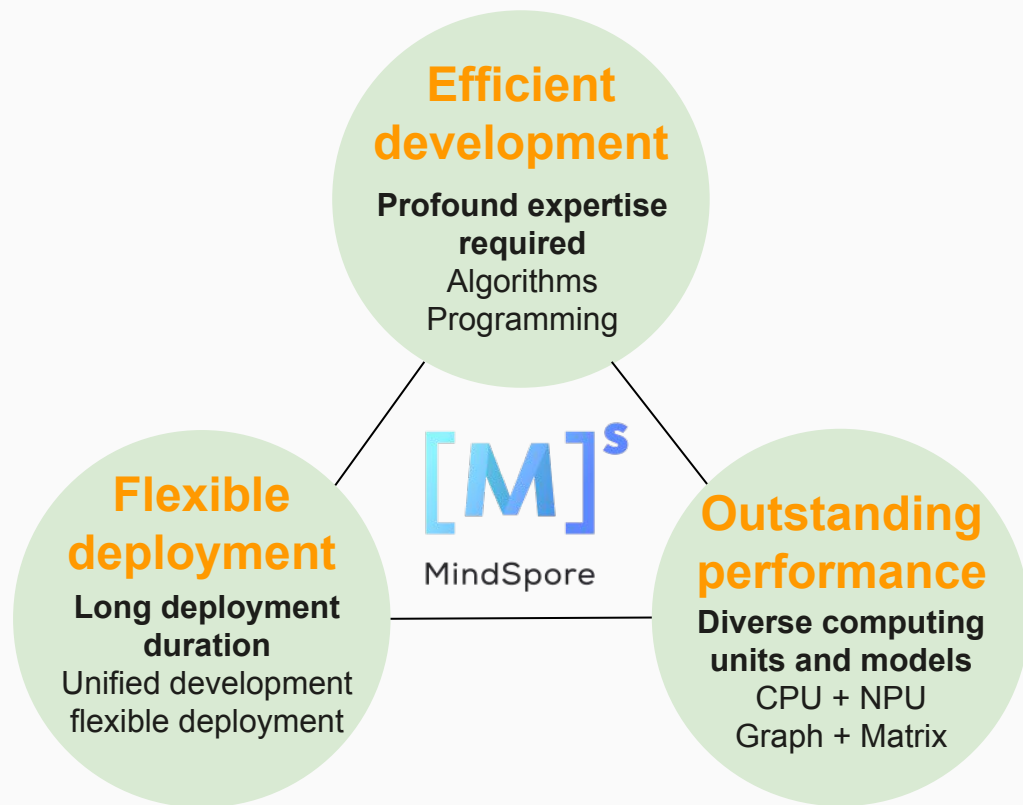 Efficient
development
Profound expertise
required
Algorithms
Programming
[M]s
MindSpore
Flexible
deployment
Long deployment
duration
Unified development
flexible deployment
Outstanding
performance
Diverse computing
units and models
CPU + NPU
Graph + Matrix